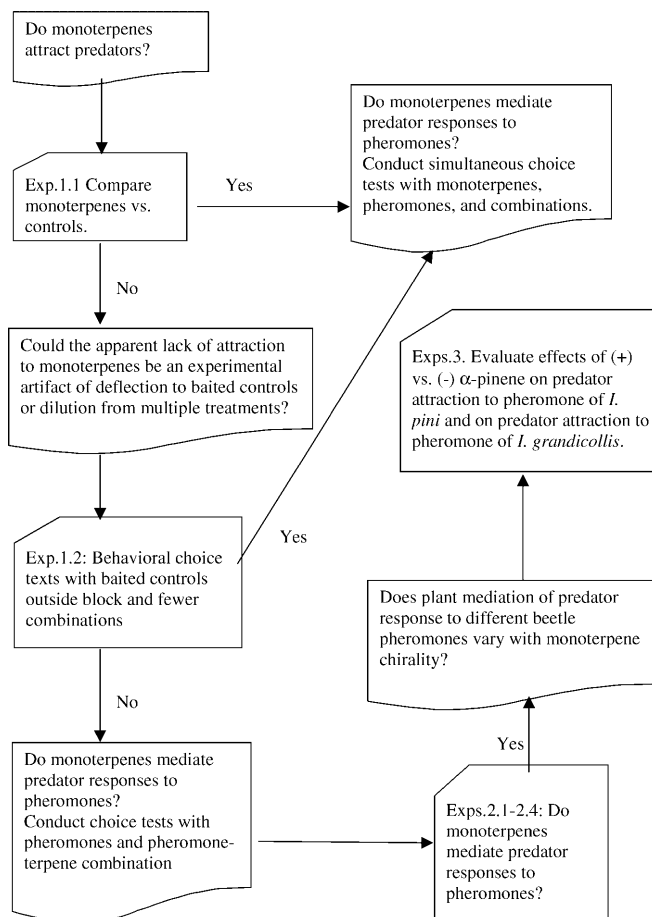 Do monoterpenes
attract predators?
Exp.1.1 Compare
monoterpenes vs.
controls.
Yes
Do monoterpenes mediate
predator responses to
pheromones?
Conduct simultaneous choice
tests with monoterpenes,
pheromones, and combinations.
No
Could the apparent lack of attraction
to monoterpenes be an experimental
artifact of deflection to baited controls
or dilution from multiple treatments?
Yes
Exp.1.2: Behavioral choice
texts with baited controls
outside block and fewer
combinations
No
Do monoterpenes mediate
predator responses to
pheromones?
Conduct choice tests with
pheromones and pheromone-
terpene combination
Exps.2.1-2.4: Do
monoterpenes
mediate predator
responses to
pheromones?
Yes
Does plant mediation of predator
response to different beetle
pheromones vary with monoterpene
chirality?
Exps.3. Evaluate effects of (+)
vs. (-) α-pinene on predator
attraction to pheromone of I.
pini and on predator attraction to
pheromone of I. grandicollis.